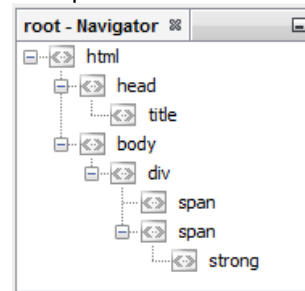 root - Navigator
html
head
title
body
div
span
span
strong